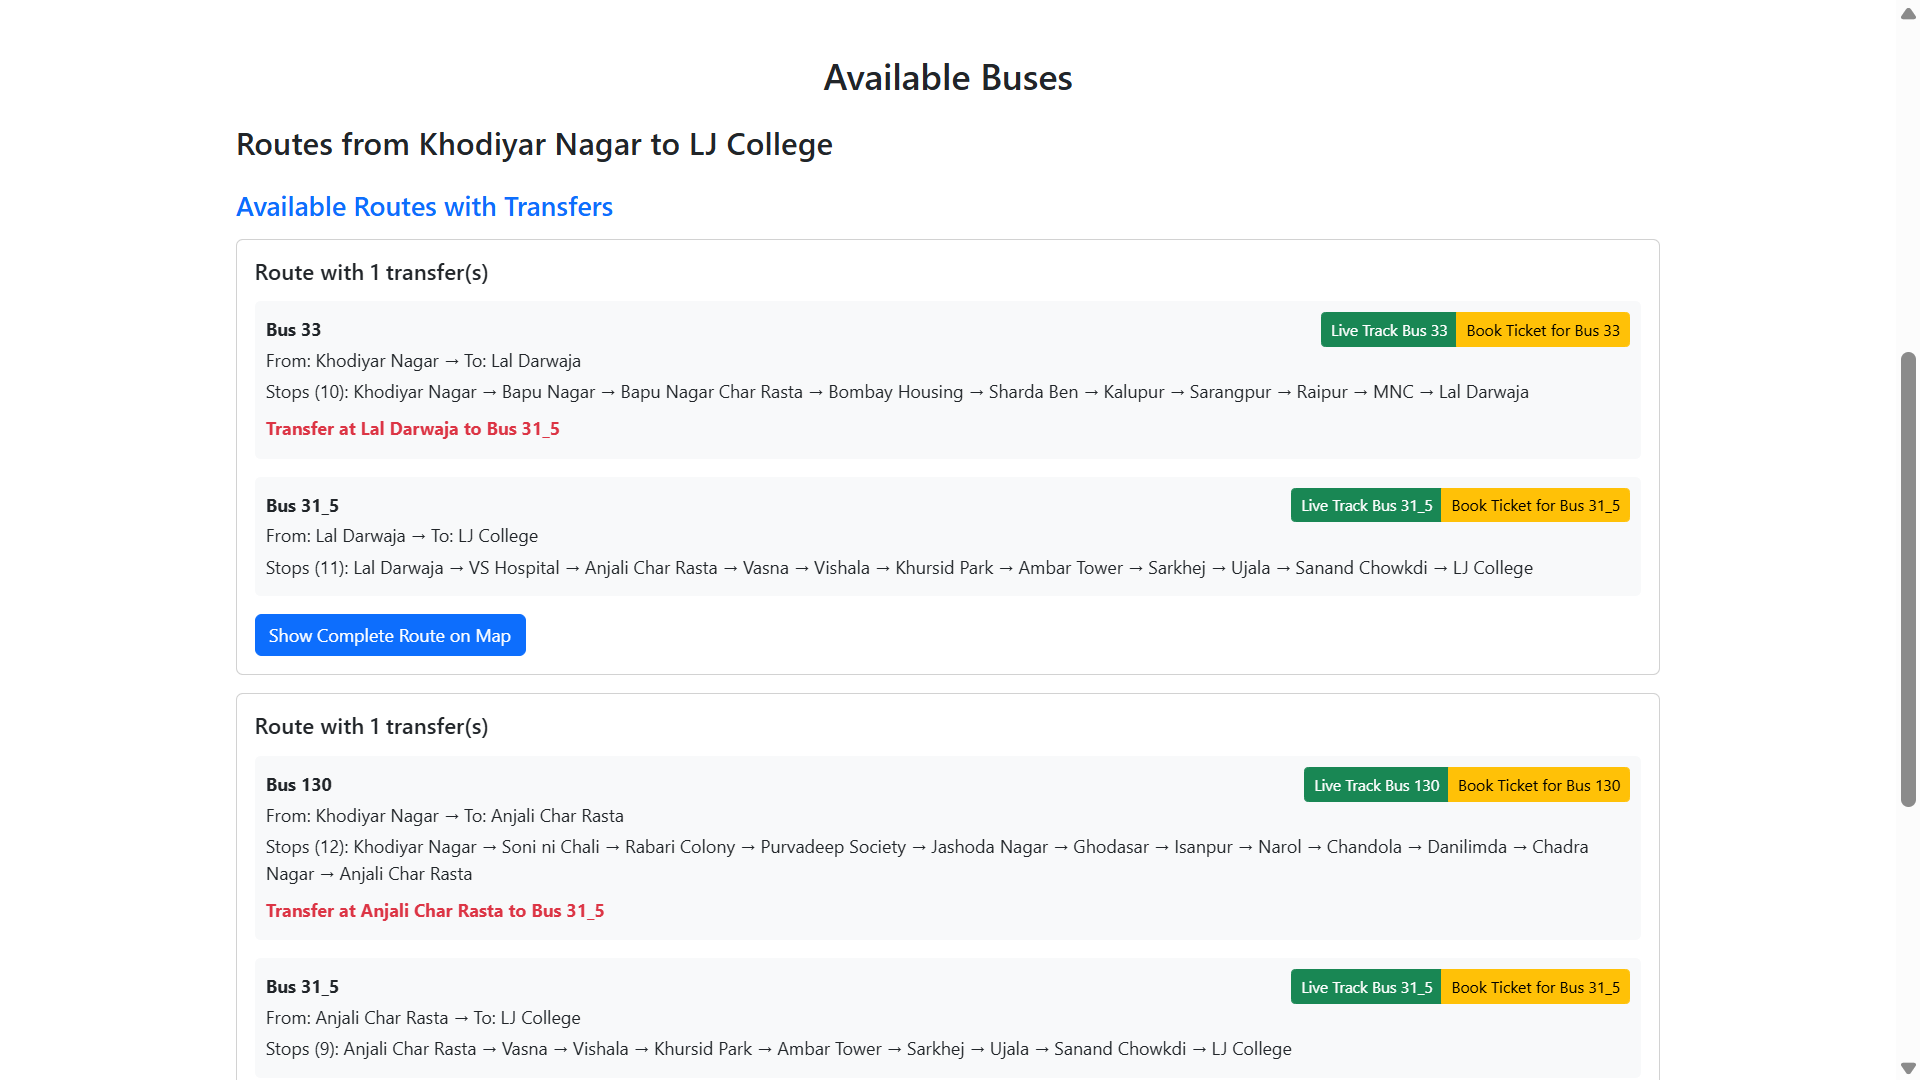 Available Buses
Routes from Khodiyar Nagar to LJ College
Available Routes with Transfers
Route with 1 transfer(s)
Bus 33
Live Track Bus 33
Book Ticket for Bus 33
From: Khodiyar Nagar → To: Lal Darwaja
Stops (10): Khodiyar Nagar → Bapu Nagar → Bapu Nagar Char Rasta → Bombay Housing → Sharda Ben → Kalupur → Sarangpur → Raipur → MNC → Lal Darwaja
Transfer at Lal Darwaja to Bus 31_5
Bus 31_5
Live Track Bus 31_5
Book Ticket for Bus 31_5
From: Lal Darwaja → To: LJ College
Stops (11): Lal Darwaja → VS Hospital → Anjali Char Rasta → Vasna → Vishala → Khursid Park → Ambar Tower → Sarkhej → Ujala → Sanand Chowkdi → LJ College
Show Complete Route on Map
Route with 1 transfer(s)
Bus 130
Live Track Bus 130
Book Ticket for Bus 130
From: Khodiyar Nagar → To: Anjali Char Rasta
Stops (12): Khodiyar Nagar → Soni ni Chali → Rabari Colony → Purvadeep Society → Jashoda Nagar → Ghodasar → Isanpur → Narol → Chandola → Danilimda → Chadra
Nagar → Anjali Char Rasta
Transfer at Anjali Char Rasta to Bus 31_5
Bus 31_5
Live Track Bus 31_5
Book Ticket for Bus 31_5
From: Anjali Char Rasta → To: LJ College
Stops (9): Anjali Char Rasta → Vasna → Vishala → Khursid Park → Ambar Tower → Sarkhej → Ujala → Sanand Chowkdi → LJ College